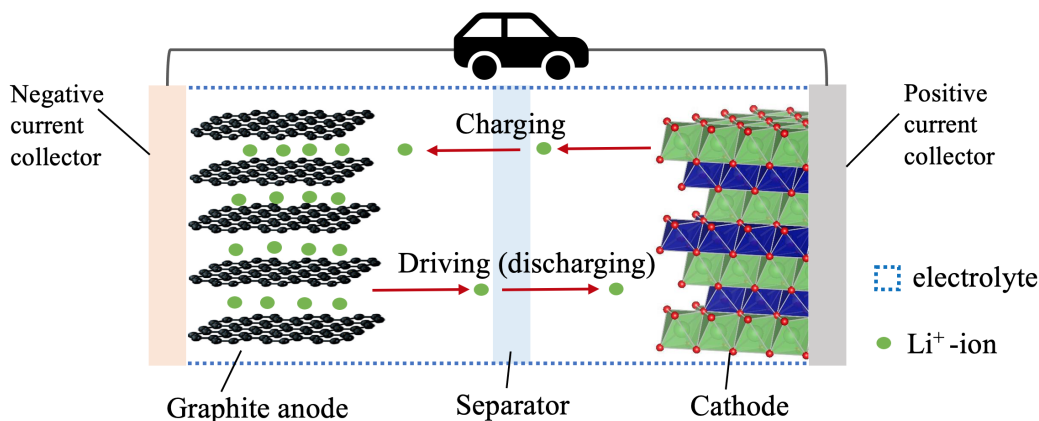 Negative
current
collector
Charging
Positive
current
collector
Driving (discharging)
electrolyte
Li⁺-ion
Graphite anode
Separator
Cathode